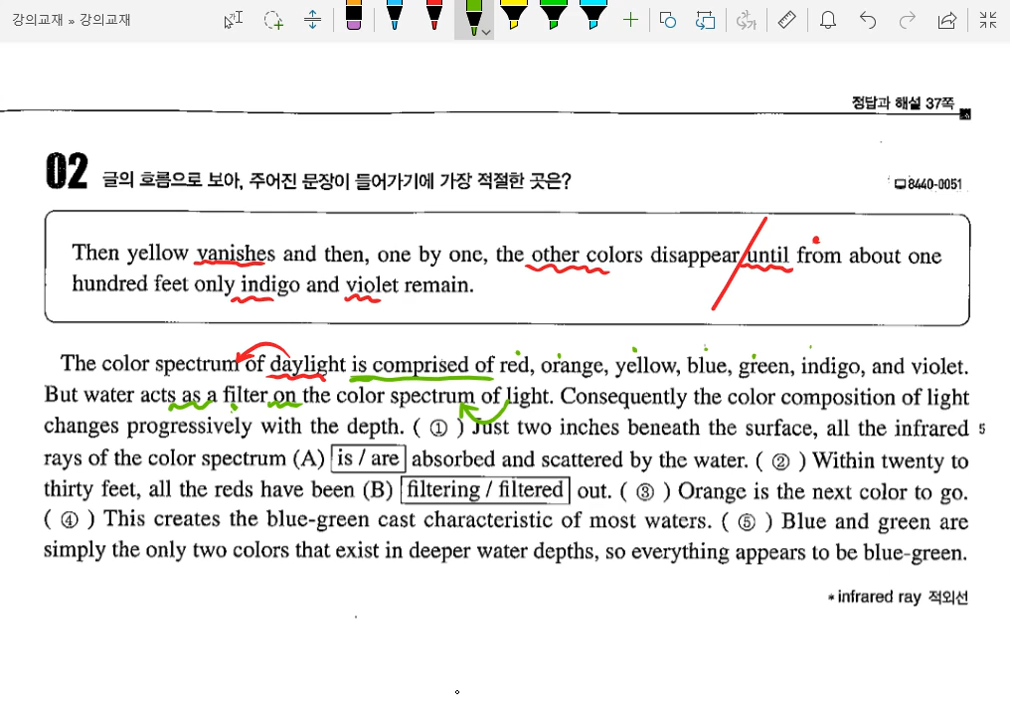 강의교재 » 강의교재
정답과 해설 37쪽
02 글의 흐름으로 보아, 주어진 문장이 들어가기에 가장 적절한 곳은?
8440-0051
Then yellow vanishes and then, one by one, the other colors disappear until from about one
hundred feet only indigo and violet remain.
The color spectrum of daylight is comprised of red, orange, yellow, blue, green, indigo, and violet.
But water acts as a filter on the color spectrum of light. Consequently the color composition of light
changes progressively with the depth. ( ① ) Just two inches beneath the surface, all the infrared 5
rays of the color spectrum (A) is / are absorbed and scattered by the water. ( ② ) Within twenty to
thirty feet, all the reds have been (B) filtering / filtered out. ( ③ ) Orange is the next color to go.
( ④ ) This creates the blue-green cast characteristic of most waters. ( ⑤ ) Blue and green are
simply the only two colors that exist in deeper water depths, so everything appears to be blue-green.
* infrared ray 적외선